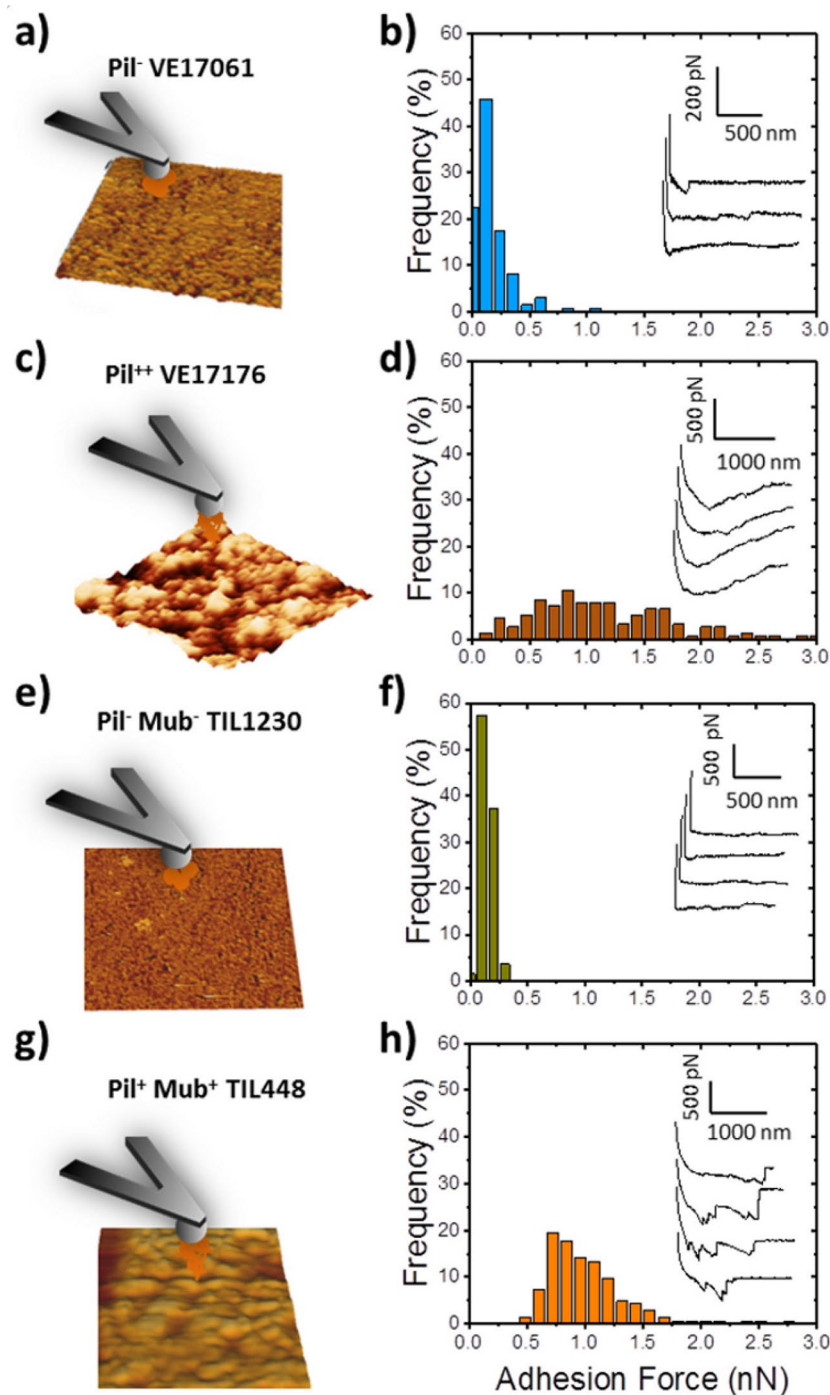 a)
Pil⁻ VE17061
b)
Frequency (%)
60
50
40
30
20
10
0
0.0 0.5 1.0 1.5 2.0 2.5 3.0
200 pN
500 nm
c)
Pil⁺⁺ VE17176
d)
Frequency (%)
60
50
40
30
20
10
0
0.0 0.5 1.0 1.5 2.0 2.5 3.0
500 pN
1000 nm
e)
Pil⁻ Mub⁻ TIL1230
f)
Frequency (%)
60
50
40
30
20
10
0
0.0 0.5 1.0 1.5 2.0 2.5 3.0
500 pN
500 nm
g)
Pil⁺ Mub⁺ TIL448
h)
Frequency (%)
60
50
40
30
20
10
0
0.0 0.5 1.0 1.5 2.0 2.5 3.0
500 pN
1000 nm
Adhesion Force (nN)